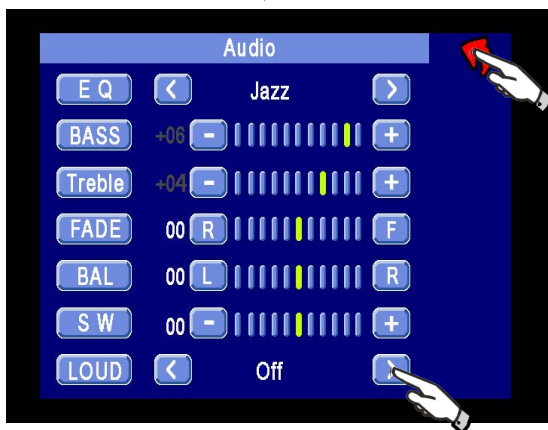 Audio
E Q < Jazz >
BASS +06 - +
Treble +04 - +
FADE 00 R F
BAL 00 L R
S W 00 - +
LOUD < Off >